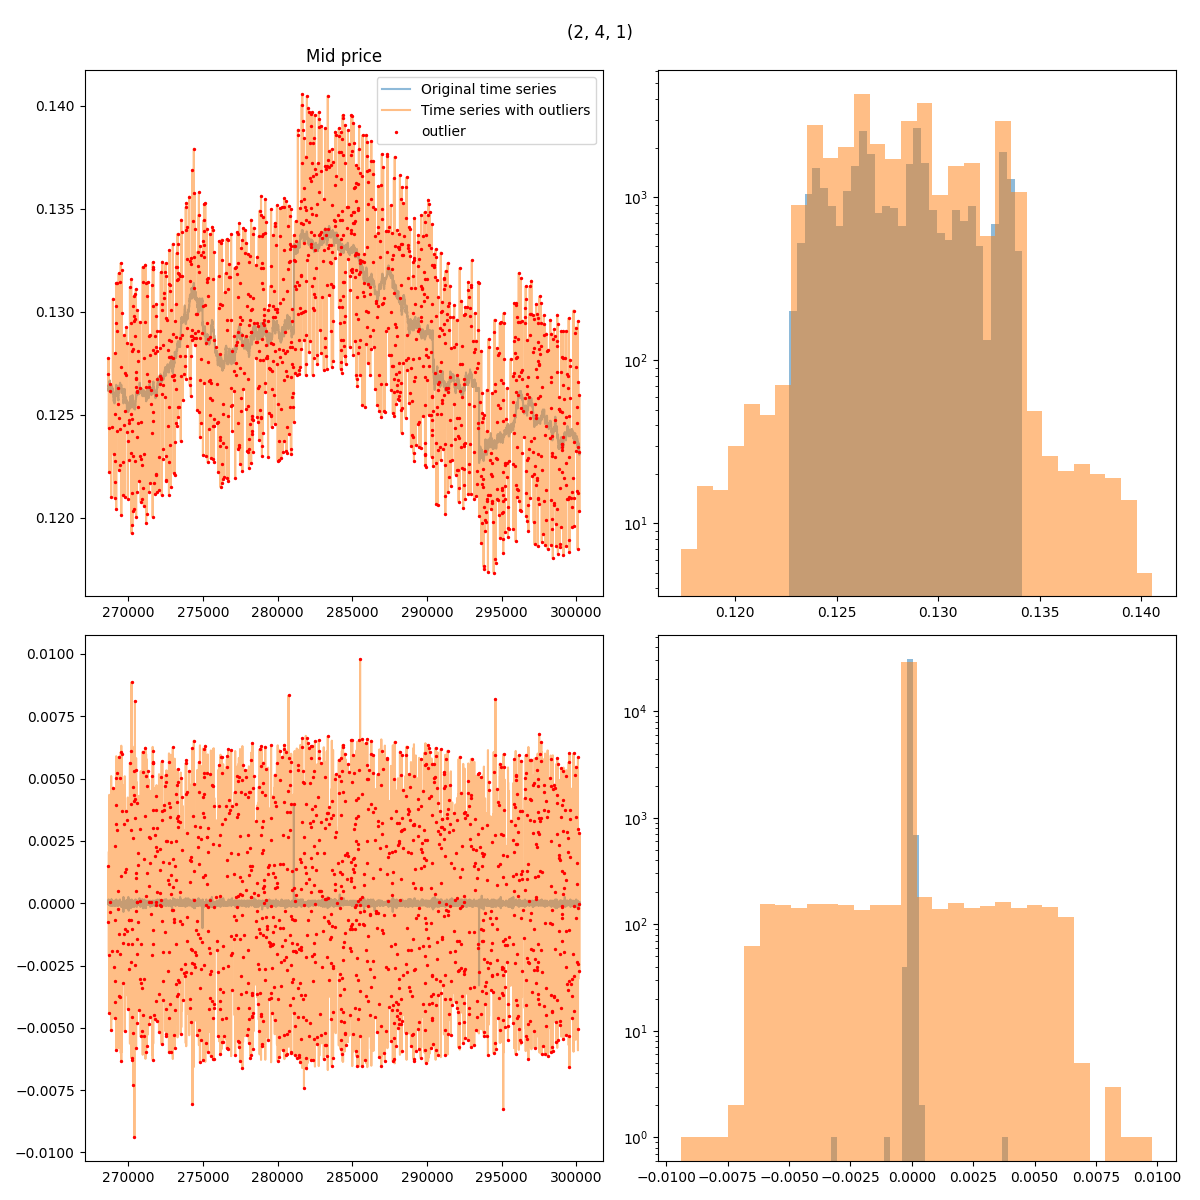 (2, 4, 1)
Mid price
Original time series
Time series with outliers
outlier
0.140
0.135
0.130
0.125
0.120
270000 275000 280000 285000 290000 295000 300000
10³
10²
10¹
0.120 0.125 0.130 0.135 0.140
0.0100
0.0075
0.0050
0.0025
0.0000
−0.0025
−0.0050
−0.0075
−0.0100
270000 275000 280000 285000 290000 295000 300000
10⁴
10³
10²
10¹
10⁰
−0.0100 −0.0075 −0.0050 −0.0025 0.0000 0.0025 0.0050 0.0075 0.0100